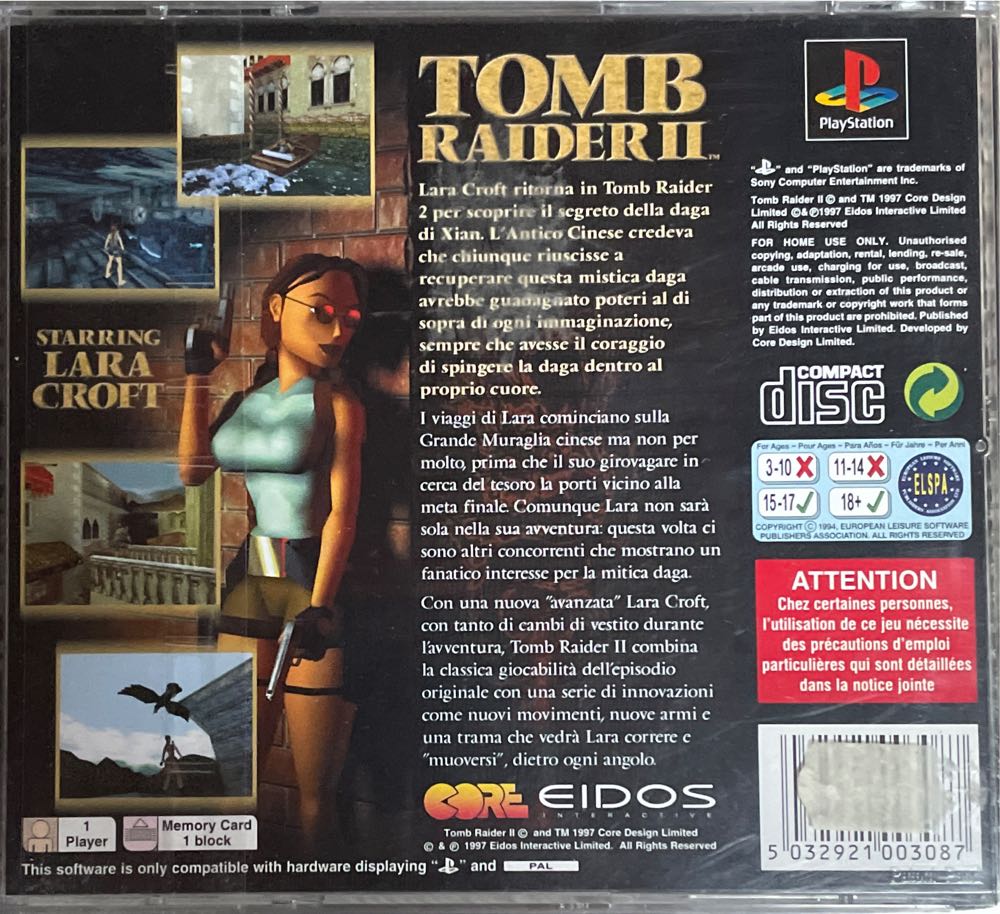 TOMB
RAIDER II™
Lara Croft ritorna in Tomb Raider
2 per scoprire il segreto della daga
di Xian. L'Antico Cinese credeva
che chiunque riuscisse a
recuperare questa mistica daga
avrebbe guadagnato poteri al di
sopra di ogni immaginazione,
sempre che avesse il coraggio
di spingere la daga dentro al
proprio cuore.
I viaggi di Lara cominciano sulla
Grande Muraglia cinese ma non per
molto, prima che il suo girovagare in
cerca del tesoro la porti vicino alla
meta finale. Comunque Lara non sarà
sola nella sua avventura: questa volta ci
sono altri concorrenti che mostrano un
fanatico interesse per la mitica daga.
Con una nuova "avanzata" Lara Croft,
con tanto di cambi di vestito durante
l'avventura, Tomb Raider II combina
la classica giocabilità dell'episodio
originale con una serie di innovazioni
come nuovi movimenti, nuove armi e
una trama che vedrà Lara correre e
"muoversi", dietro ogni angolo.
CORE EIDOS
INTERACTIVE
Tomb Raider II © and TM 1997 Core Design Limited
© & ℗ 1997 Eidos Interactive Limited. All Rights Reserved
STARRING
LARA
CROFT
1
Player
Memory Card
1 block
This software is only compatible with hardware displaying " " and PAL
PlayStation
" " and "PlayStation" are trademarks of
Sony Computer Entertainment Inc.
Tomb Raider II © and TM 1997 Core Design
Limited ©&℗1997 Eidos Interactive Limited
All Rights Reserved
FOR HOME USE ONLY. Unauthorised
copying, adaptation, rental, lending, re-sale,
arcade use, charging for use, broadcast,
cable transmission, public performance,
distribution or extraction of this product or
any trademark or copyright work that forms
part of this product are prohibited. Published
by Eidos Interactive Limited. Developed by
Core Design Limited.
COMPACT
disc
For Ages – Pour Ages – Para Años – Für Jahre – Per Anni
3-10 11-14
15-17 18+
ELSPA
COPYRIGHT © 1994, EUROPEAN LEISURE SOFTWARE
PUBLISHERS ASSOCIATION. ALL RIGHTS RESERVED
ATTENTION
Chez certaines personnes,
l'utilisation de ce jeu nécessite
des précautions d'emploi
particulières qui sont détaillées
dans la notice jointe
5 032921 003087